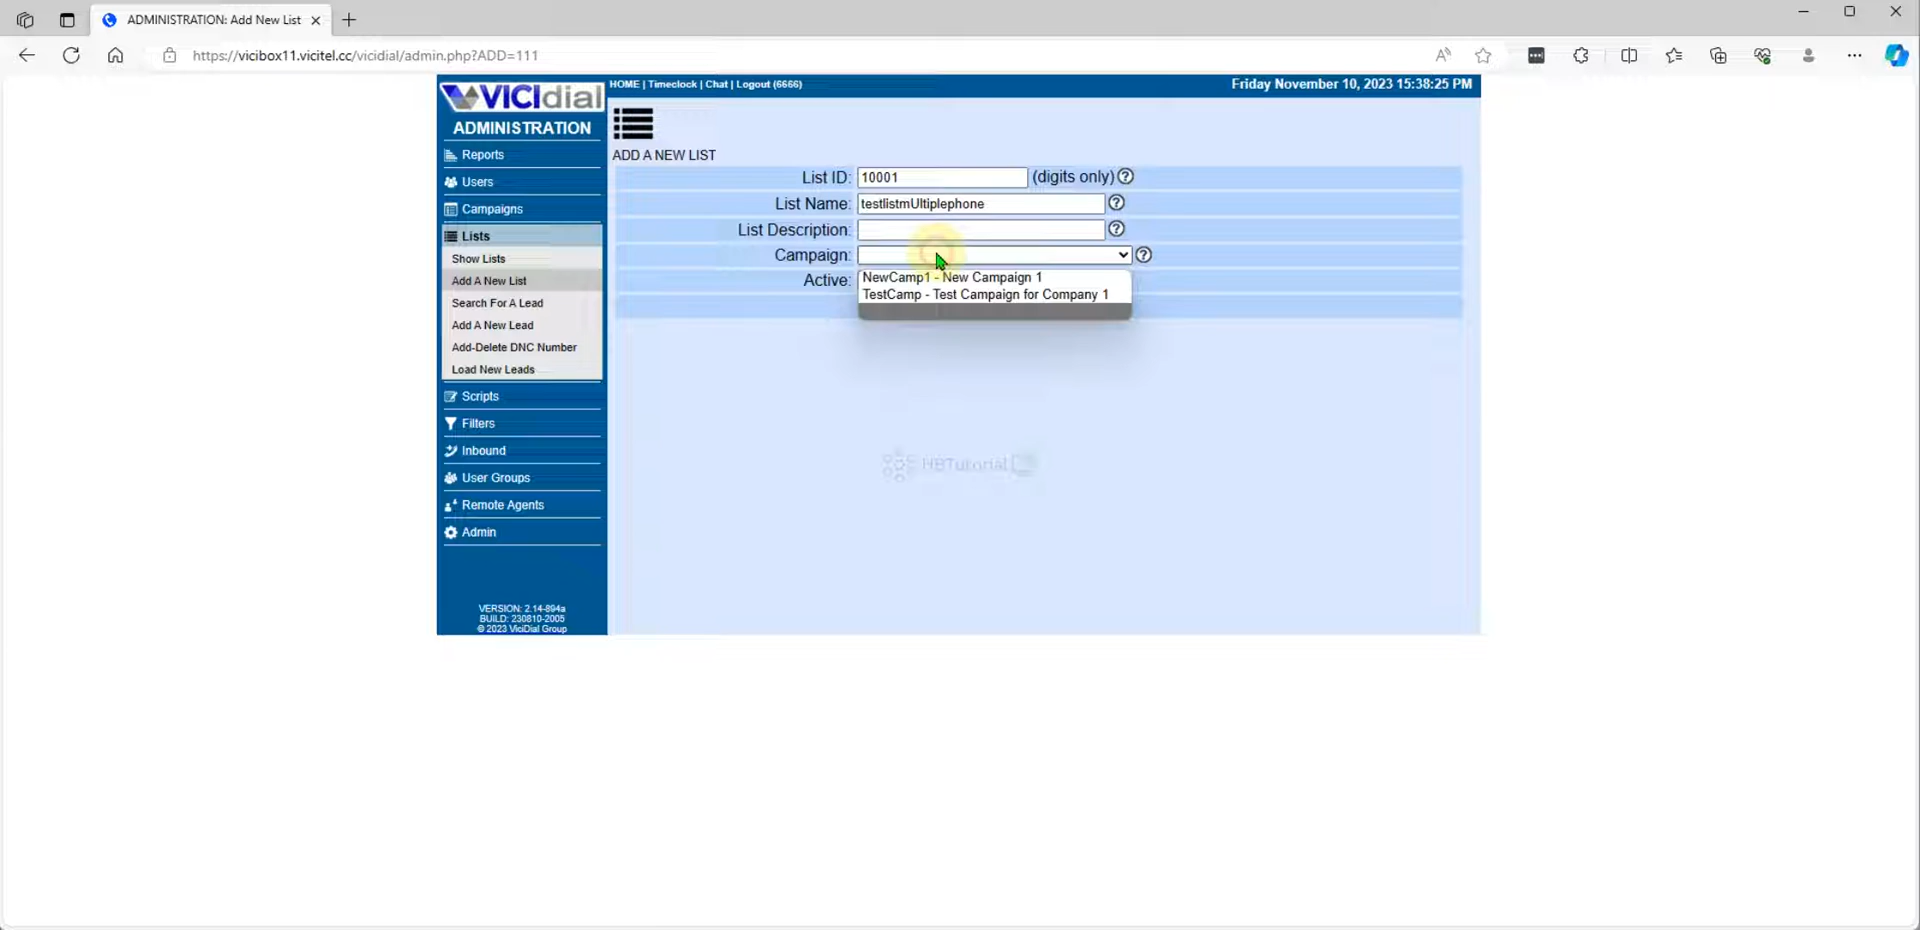 ADMINISTRATION: Add New List
https://vicibox11.vicitel.cc/vicidial/admin.php?ADD=111
VICIdial
HOME | Timeclock | Chat | Logout (6666)
Friday November 10, 2023 15:38:25 PM
ADMINISTRATION
Reports
Users
Campaigns
Lists
Show Lists
Add A New List
Search For A Lead
Add A New Lead
Add-Delete DNC Number
Load New Leads
Scripts
Filters
Inbound
User Groups
Remote Agents
Admin
VERSION: 2.14-894a
BUILD: 230810-2005
© 2023 ViciDial Group
ADD A NEW LIST
List ID: 10001 (digits only)
List Name: testlistmUltiplephone
List Description:
Campaign:
NewCamp1 - New Campaign 1
Active:
TestCamp - Test Campaign for Company 1
HBTutorial